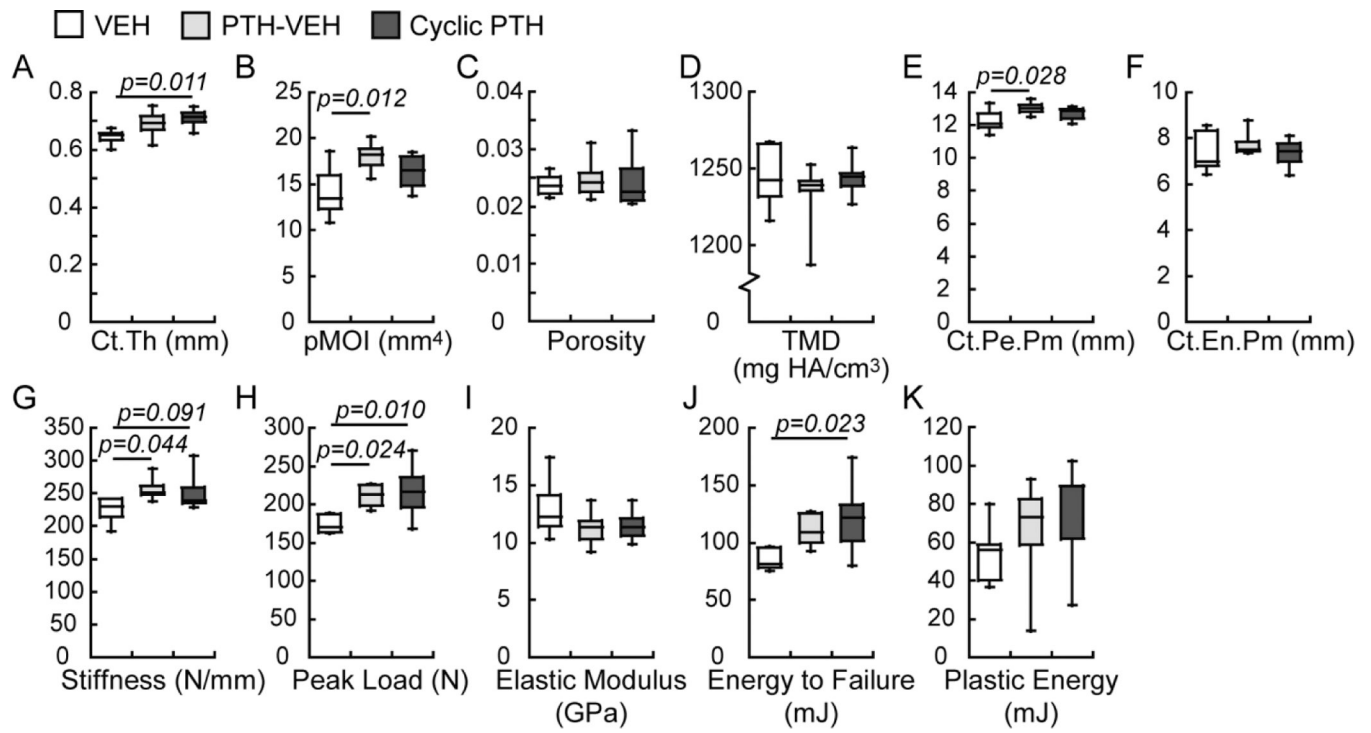 VEH PTH-VEH Cyclic PTH
A
p=0.011
0.8
0.6
0.4
0.2
0
Ct.Th (mm)
B
p=0.012
25
20
15
10
5
0
pMOI (mm⁴)
C
0.04
0.03
0.02
0.01
0
Porosity
D
1300
1250
1200
0
TMD
(mg HA/cm³)
E
p=0.028
14
12
10
8
6
4
2
0
Ct.Pe.Pm (mm)
F
10
8
6
4
2
0
Ct.En.Pm (mm)
G
p=0.091
p=0.044
350
300
250
200
150
100
50
0
Stiffness (N/mm)
H
p=0.010
p=0.024
300
250
200
150
100
50
0
Peak Load (N)
I
20
15
10
5
0
Elastic Modulus
(GPa)
J
p=0.023
200
150
100
50
0
Energy to Failure
(mJ)
K
120
100
80
60
40
20
0
Plastic Energy
(mJ)